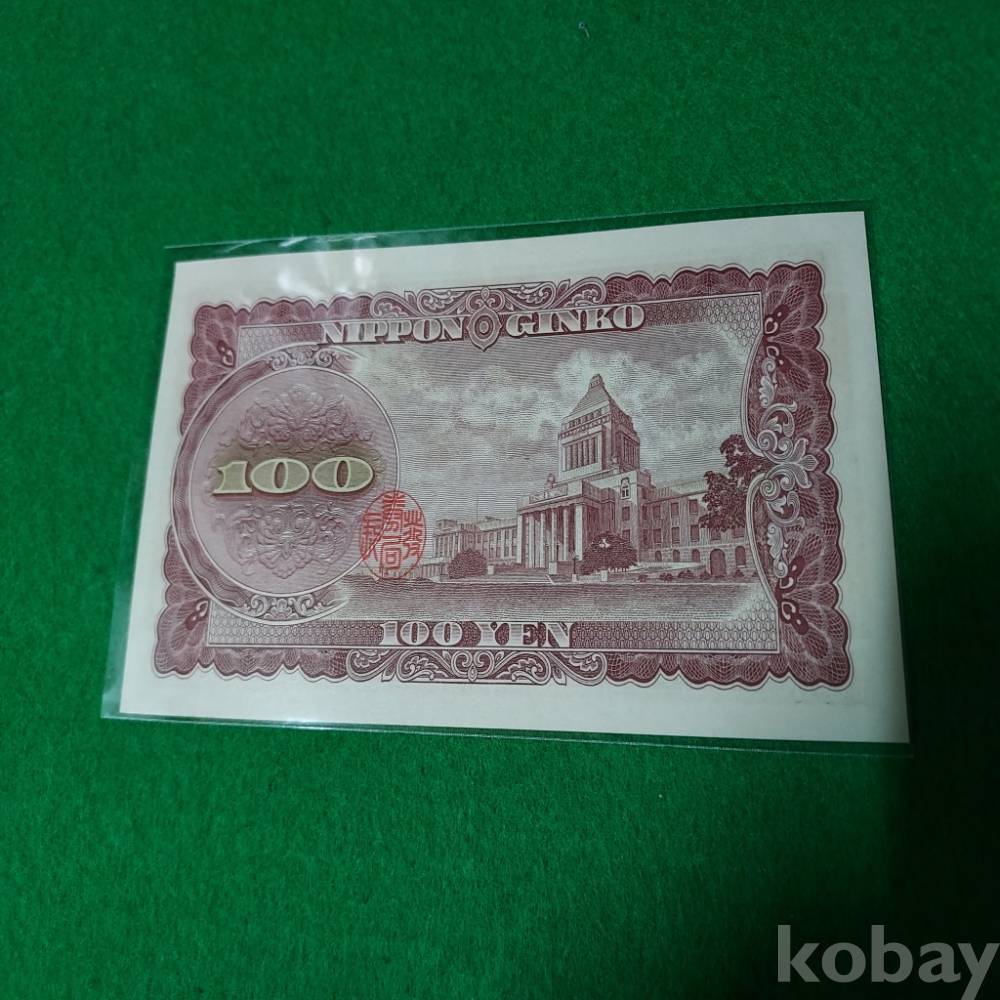 NIPPON GINKO
100
100 YEN
kobay